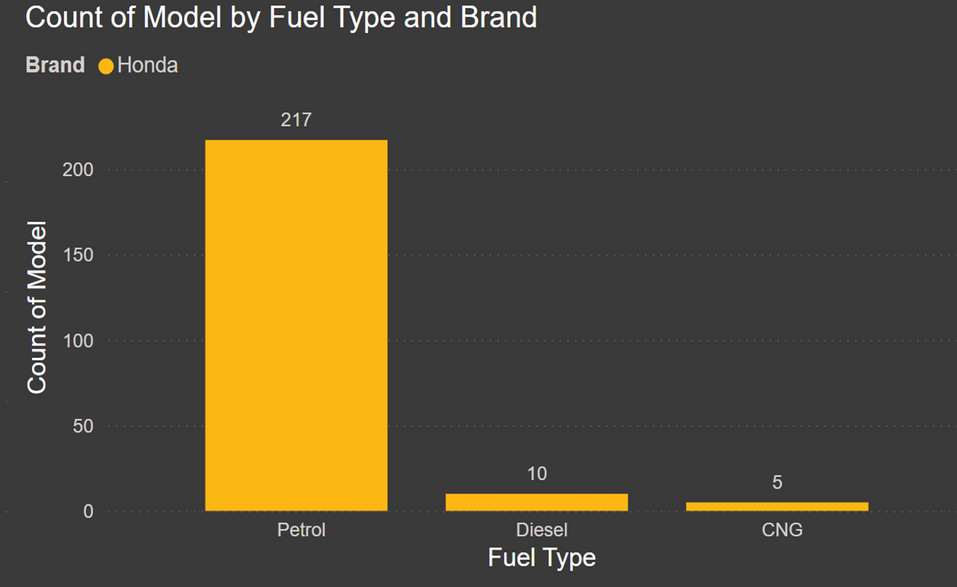 Count of Model by Fuel Type and Brand
Brand Honda
217
200
150
100
50
0
10
5
Count of Model
Petrol Diesel CNG
Fuel Type